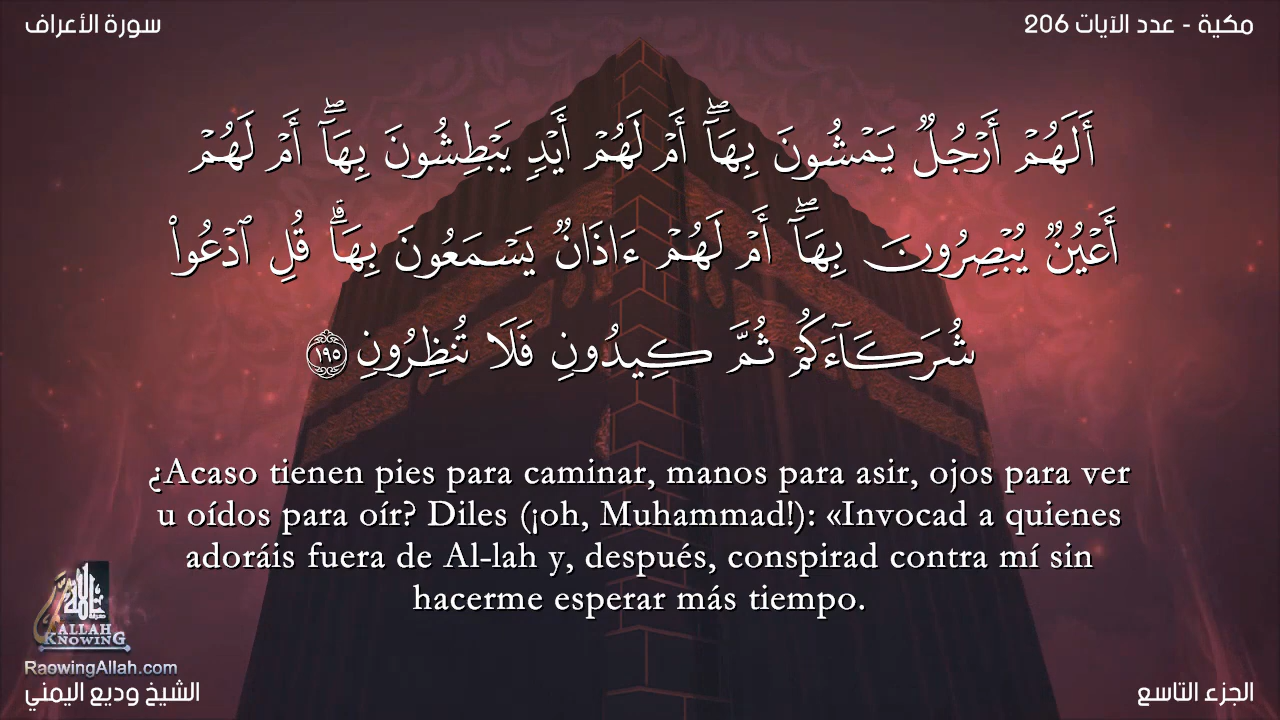 سورة الأعراف
مكية - عدد الآيات 206
أَلَهُمْ أَرْجُلٌ يَمْشُونَ بِهَآ ۖ أَمْ لَهُمْ أَيْدٍ يَبْطِشُونَ بِهَآ ۖ أَمْ لَهُمْ
أَعْيُنٌ يُبْصِرُونَ بِهَآ ۖ أَمْ لَهُمْ ءَاذَانٌ يَسْمَعُونَ بِهَا ۗ قُلِ ٱدْعُوا۟
شُرَكَآءَكُمْ ثُمَّ كِيدُونِ فَلَا تُنظِرُونِ ١٩٥
¿Acaso tienen pies para caminar, manos para asir, ojos para ver
u oídos para oír? Diles (¡oh, Muhammad!): «Invocad a quienes
adoráis fuera de Al-lah y, después, conspirad contra mí sin
hacerme esperar más tiempo.
ALLAH
KNOWING
RaowingAllah.com
الشيخ وديع اليمني
الجزء التاسع